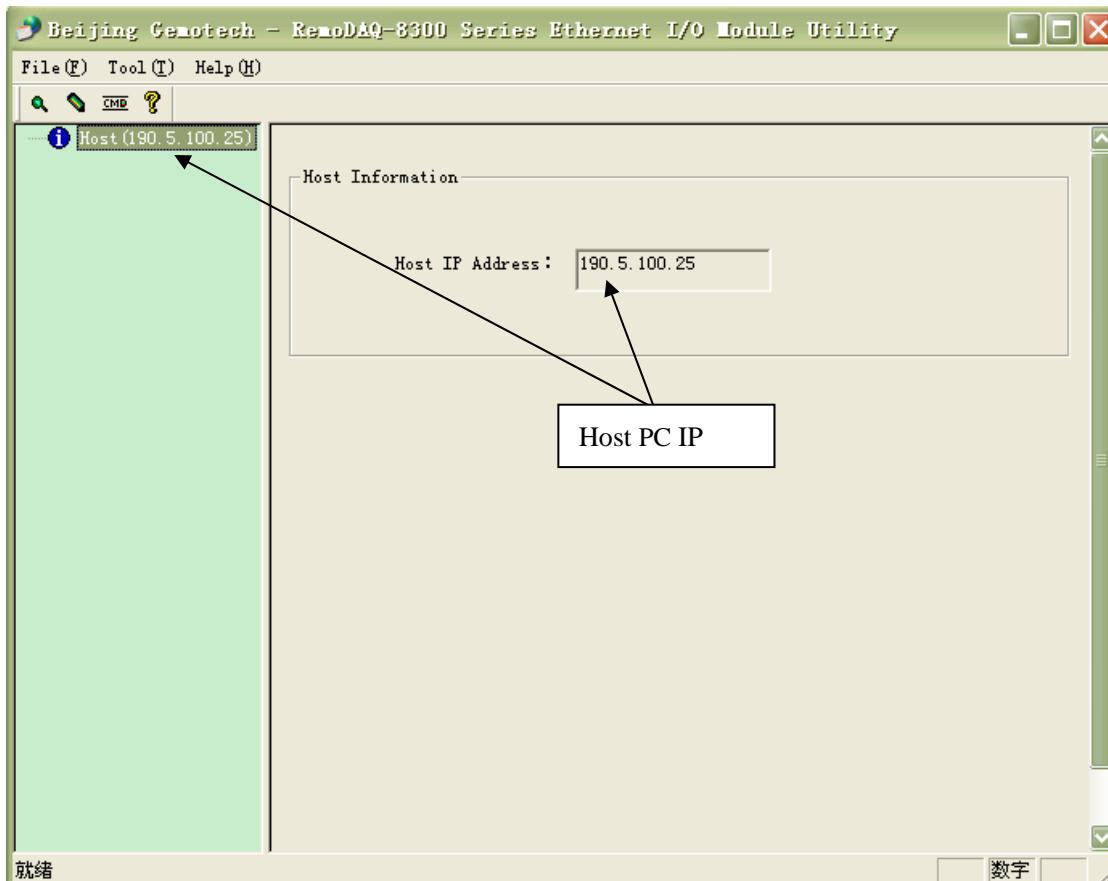 Beijing Gemotech - RemoDAQ-8300 Series Ethernet I/O Module Utility
File(F) Tool(T) Help(H)
CMD
Host(190.5.100.25)
Host Information
Host IP Address: 190.5.100.25
Host PC IP
就绪
数字